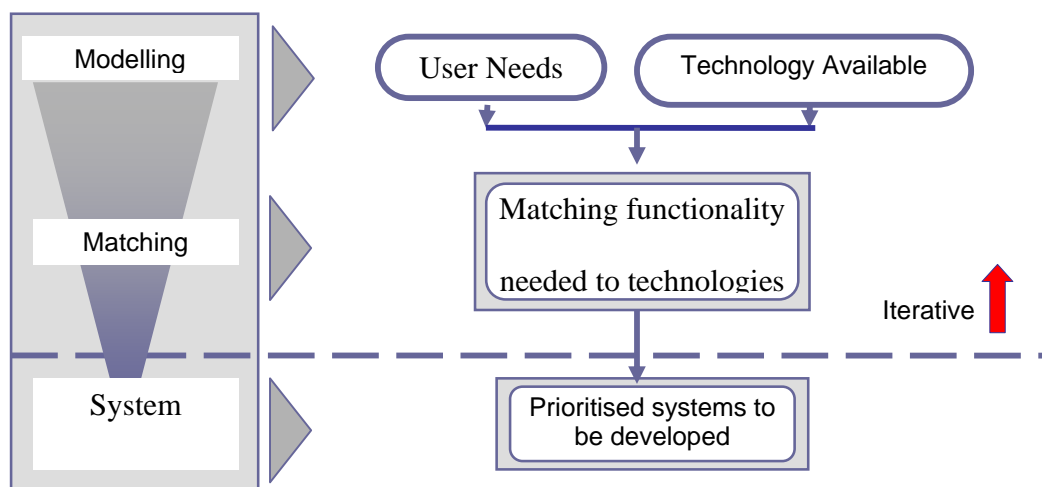 Modelling
User Needs
Technology Available
Matching
Matching functionality
needed to technologies
Iterative
System
Prioritised systems to
be developed